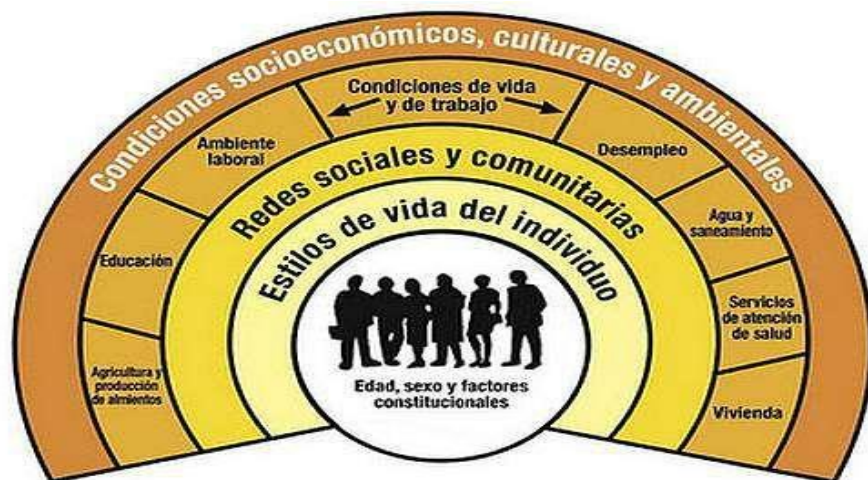 Condiciones socioeconómicos, culturales y ambientales
Condiciones de vida
y de trabajo
Ambiente
laboral
Desempleo
Educación
Agua y
saneamiento
Agricultura y
producción
de almientos
Servicios
de atención
de salud
Vivienda
Redes sociales y comunitarias
Estilos de vida del individuo
Edad, sexo y factores
constitucionales